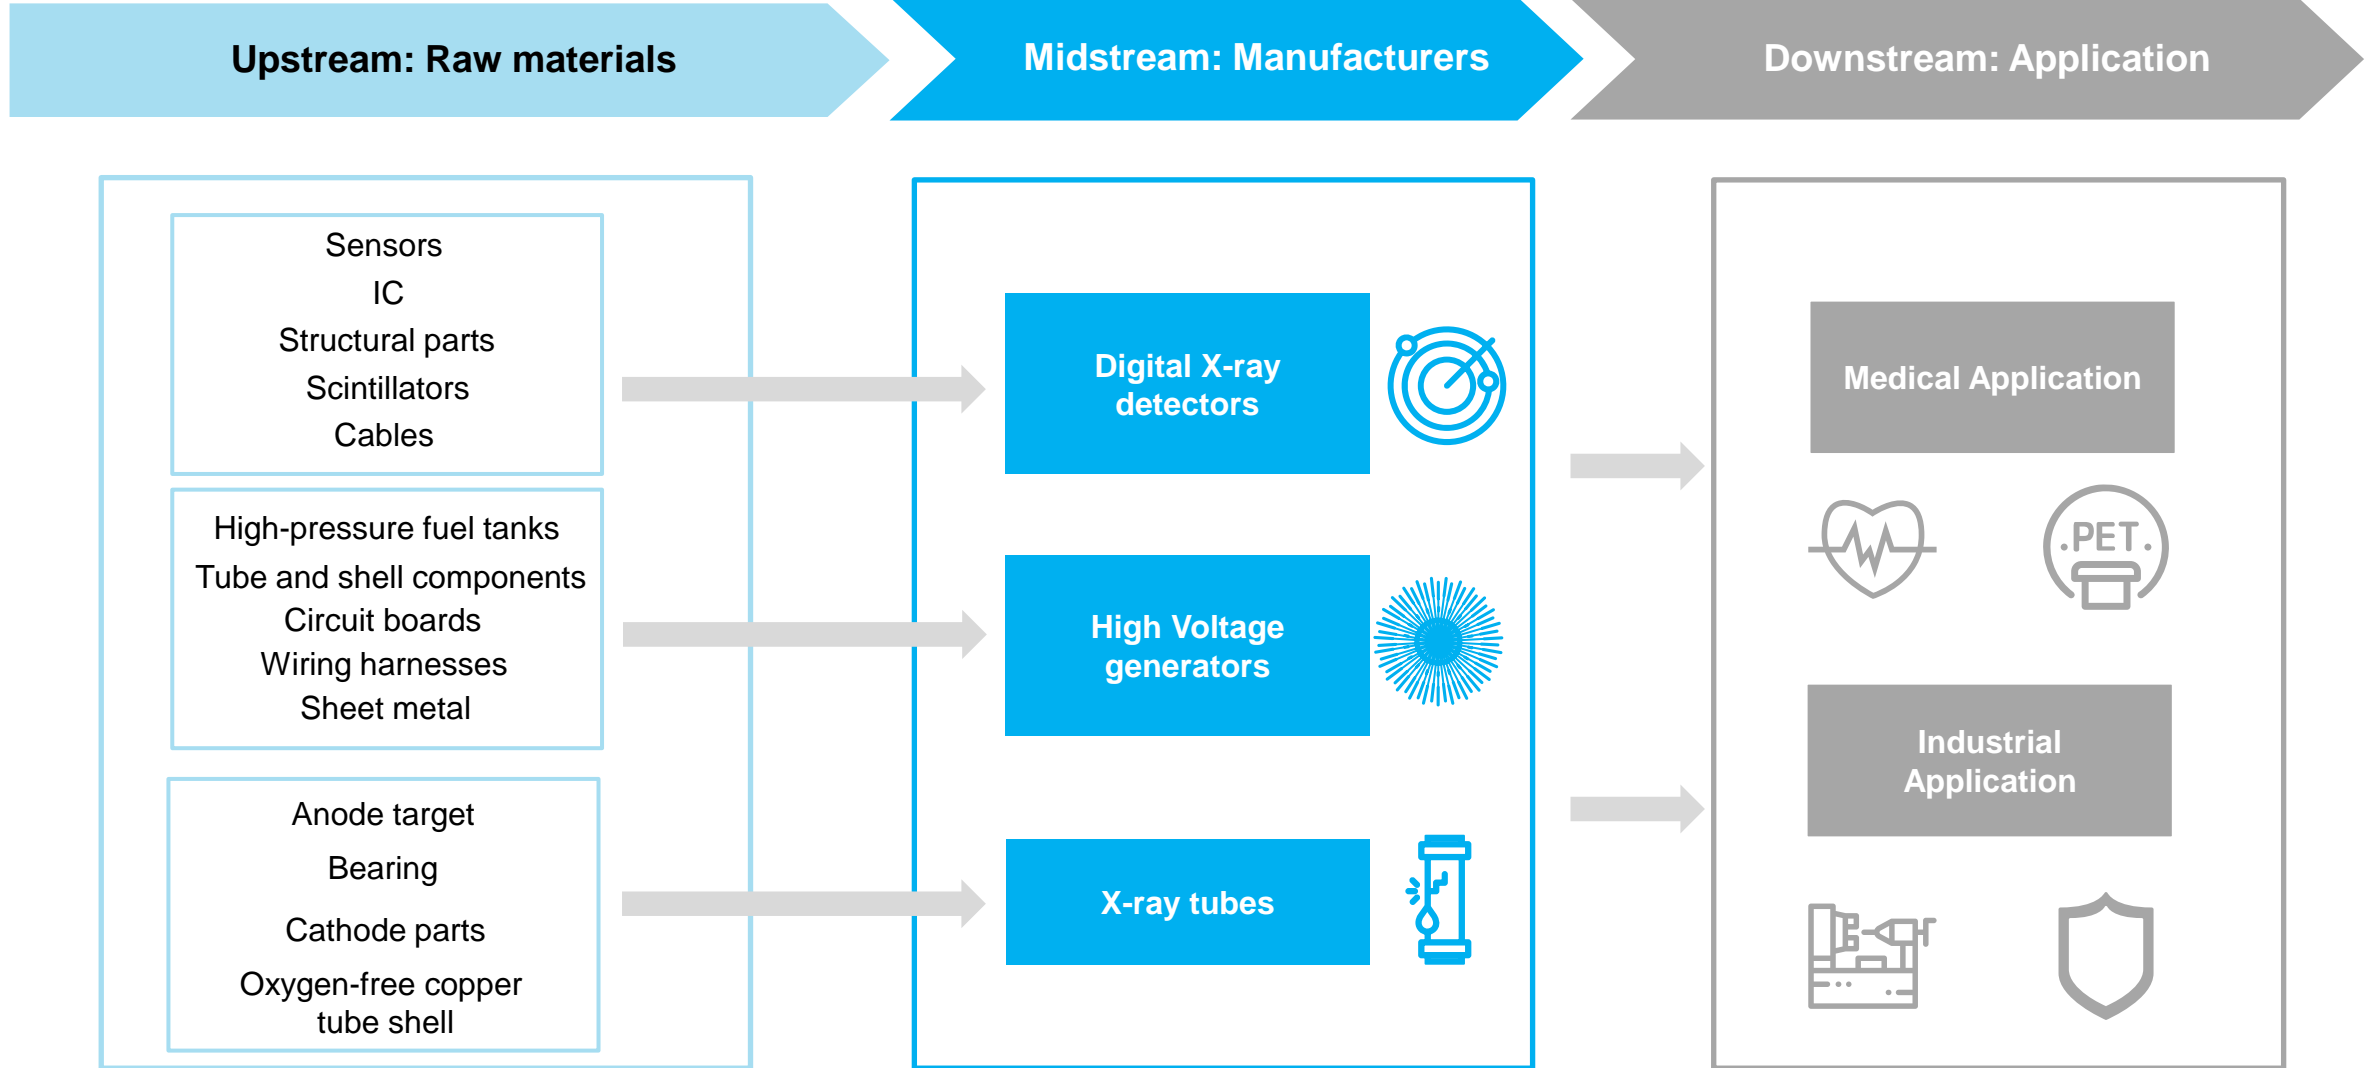 Upstream: Raw materials
Midstream: Manufacturers
Downstream: Application
Sensors
IC
Structural parts
Scintillators
Cables
High-pressure fuel tanks
Tube and shell components
Circuit boards
Wiring harnesses
Sheet metal
Anode target
Bearing
Cathode parts
Oxygen-free copper
tube shell
Digital X-ray
detectors
High Voltage
generators
X-ray tubes
Medical Application
PET
Industrial
Application